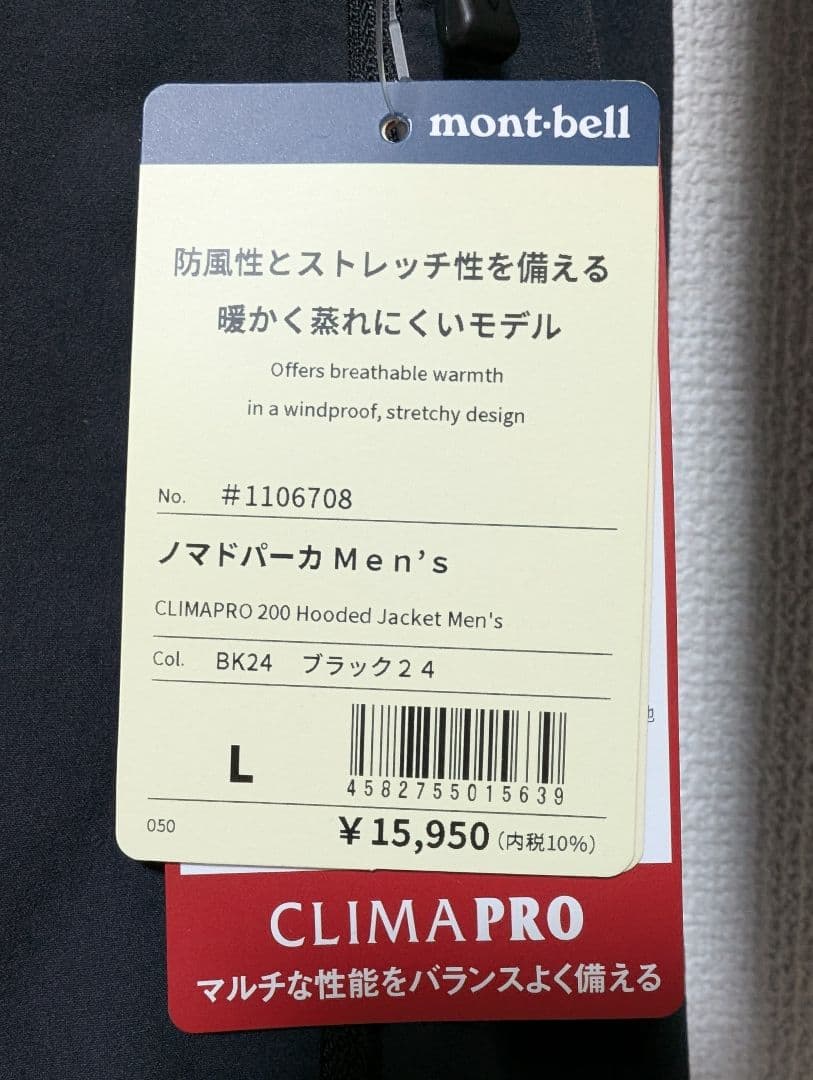 mont·bell
防風性とストレッチ性を備える
暖かく蒸れにくいモデル
Offers breathable warmth
in a windproof, stretchy design
No. #1106708
ノマドパーカ Men's
CLIMAPRO 200 Hooded Jacket Men's
Col. BK24 ブラック24
L
4582755015639
050
¥15,950(内税10%)
CLIMAPRO
マルチな性能をバランスよく備える